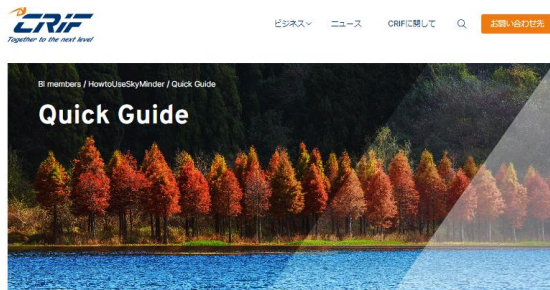 CRIF
Together to the next level
ビジネス ニュース CRIFに関して お問い合わせ先
BI members / HowtoUseSkyMinder / Quick Guide
Quick Guide